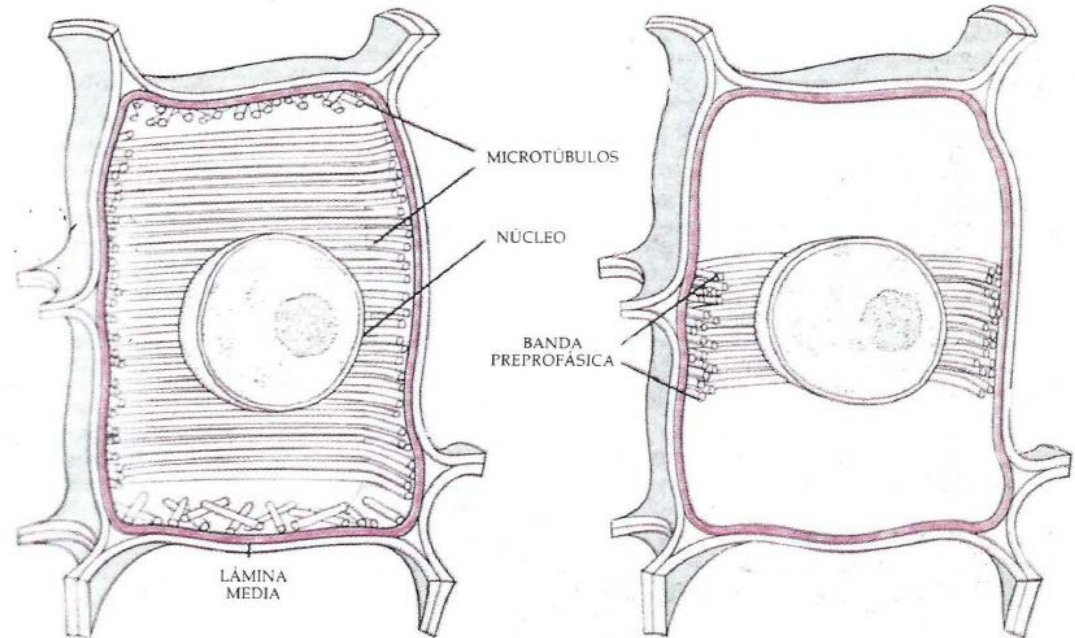 MICROTÚBULOS
NÚCLEO
BANDA
PREPROFÁSICA
LÁMINA
MEDIA